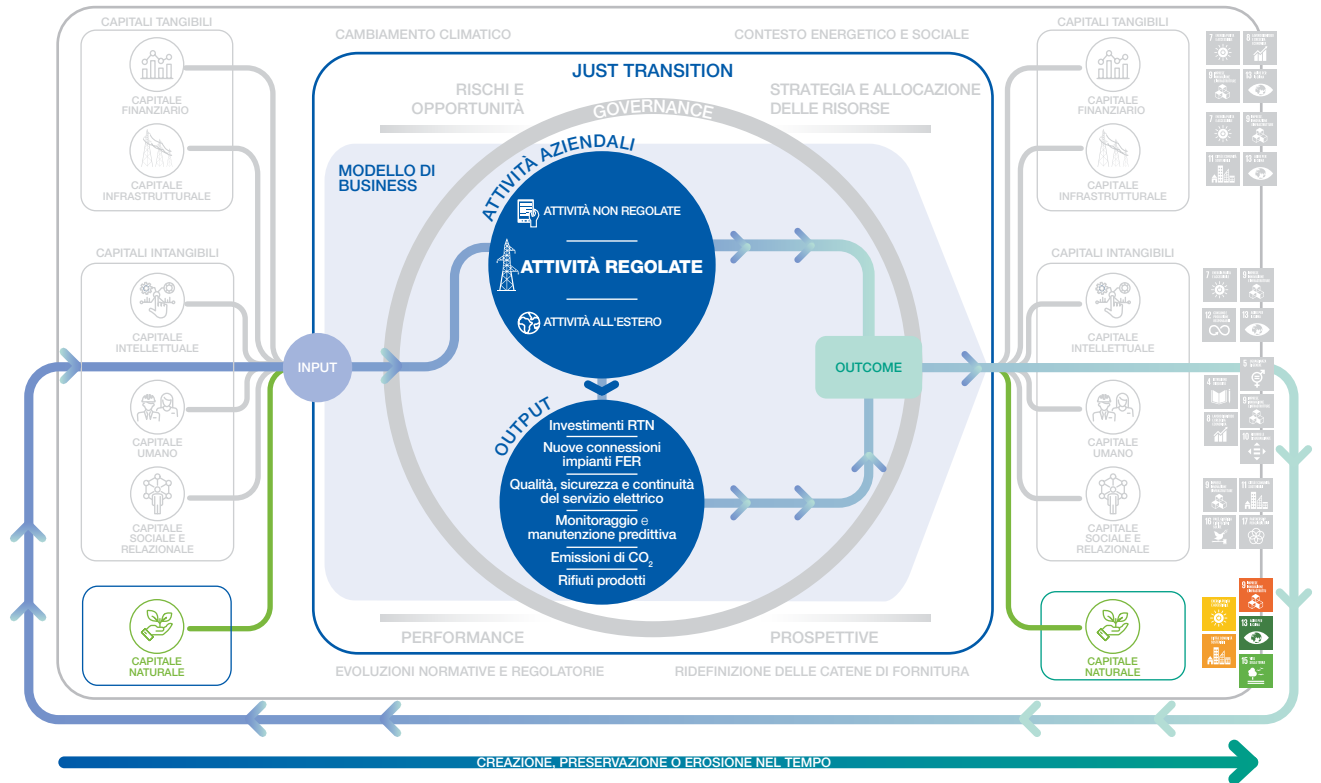 CAPITALI TANGIBILI
CAPITALE
FINANZIARIO
CAPITALE
INFRASTRUTTURALE
CAPITALI INTANGIBILI
CAPITALE
INTELLETTUALE
CAPITALE
UMANO
CAPITALE
SOCIALE E
RELAZIONALE
CAPITALE
NATURALE
INPUT
CAMBIAMENTO CLIMATICO
CONTESTO ENERGETICO E SOCIALE
JUST TRANSITION
RISCHI E
OPPORTUNITÀ
STRATEGIA E ALLOCAZIONE
DELLE RISORSE
GOVERNANCE
MODELLO DI
BUSINESS
ATTIVITÀ AZIENDALI
ATTIVITÀ NON REGOLATE
ATTIVITÀ REGOLATE
ATTIVITÀ ALL'ESTERO
OUTPUT
Investimenti RTN
Nuove connessioni
impianti FER
Qualità, sicurezza e continuità
del servizio elettrico
Monitoraggio e
manutenzione predittiva
Emissioni di CO₂
Rifiuti prodotti
OUTCOME
PERFORMANCE
PROSPETTIVE
EVOLUZIONI NORMATIVE E REGOLATORIE
RIDEFINIZIONE DELLE CATENE DI FORNITURA
CAPITALI TANGIBILI
CAPITALE
FINANZIARIO
CAPITALE
INFRASTRUTTURALE
CAPITALI INTANGIBILI
CAPITALE
INTELLETTUALE
CAPITALE
UMANO
CAPITALE
SOCIALE E
RELAZIONALE
CAPITALE
NATURALE
CREAZIONE, PRESERVAZIONE O EROSIONE NEL TEMPO